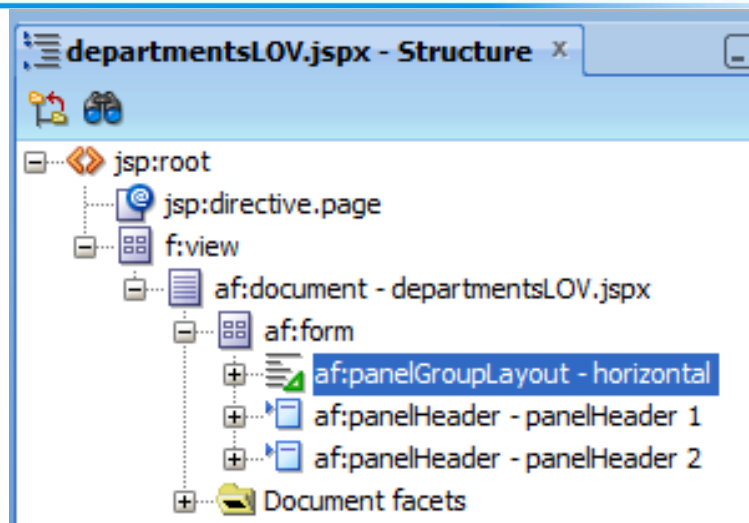 departmentsLOV.jspx - Structure x
jsp:root
jsp:directive.page
f:view
af:document - departmentsLOV.jspx
af:form
af:panelGroupLayout - horizontal
af:panelHeader - panelHeader 1
af:panelHeader - panelHeader 2
Document facets